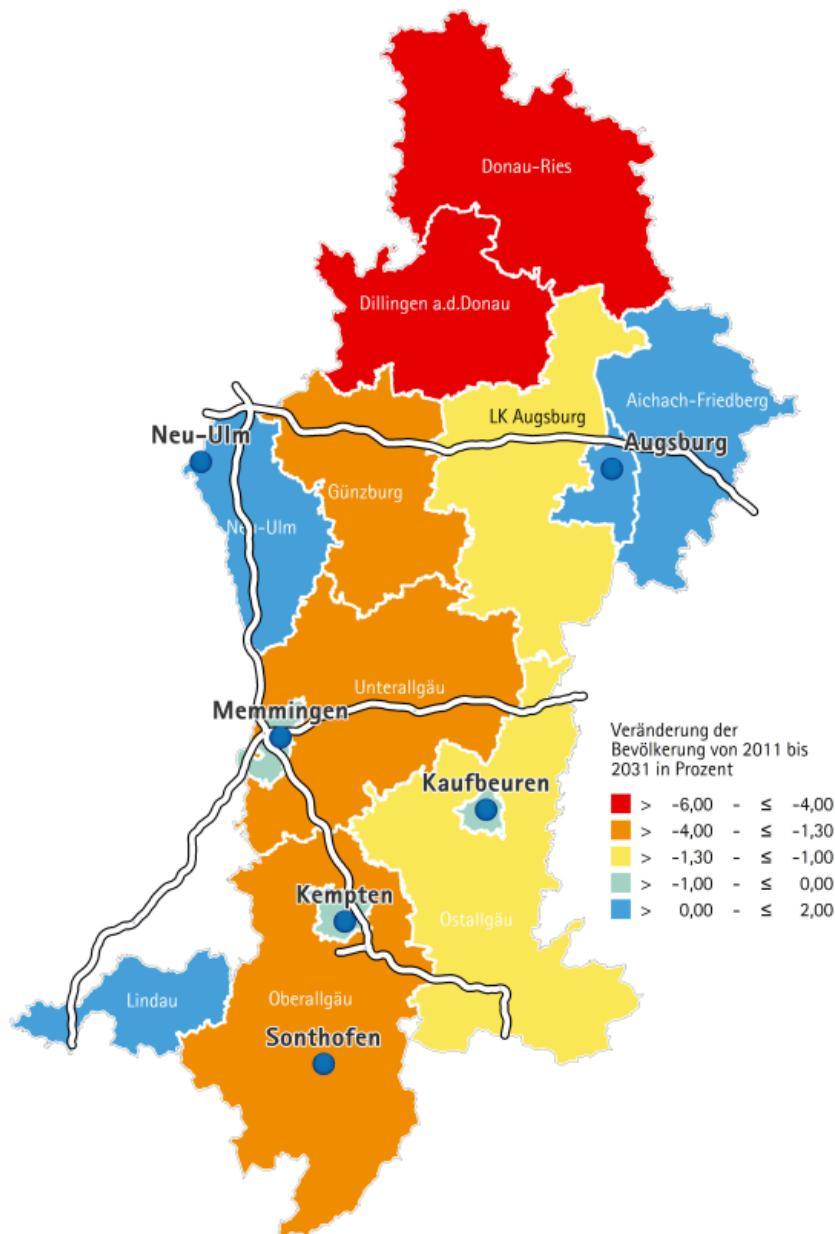 Donau-Ries
Dillingen a.d.Donau
Aichach-Friedberg
LK Augsburg
Neu-Ulm
Augsburg
Günzburg
Neu-Ulm
Unterallgäu
Memmingen
Veränderung der
Bevölkerung von 2011 bis
2031 in Prozent
Kaufbeuren
> -6,00 - ≤ -4,00
> -4,00 - ≤ -1,30
> -1,30 - ≤ -1,00
> -1,00 - ≤ 0,00
> 0,00 - ≤ 2,00
Kempten
Ostallgäu
Lindau
Oberallgäu
Sonthofen